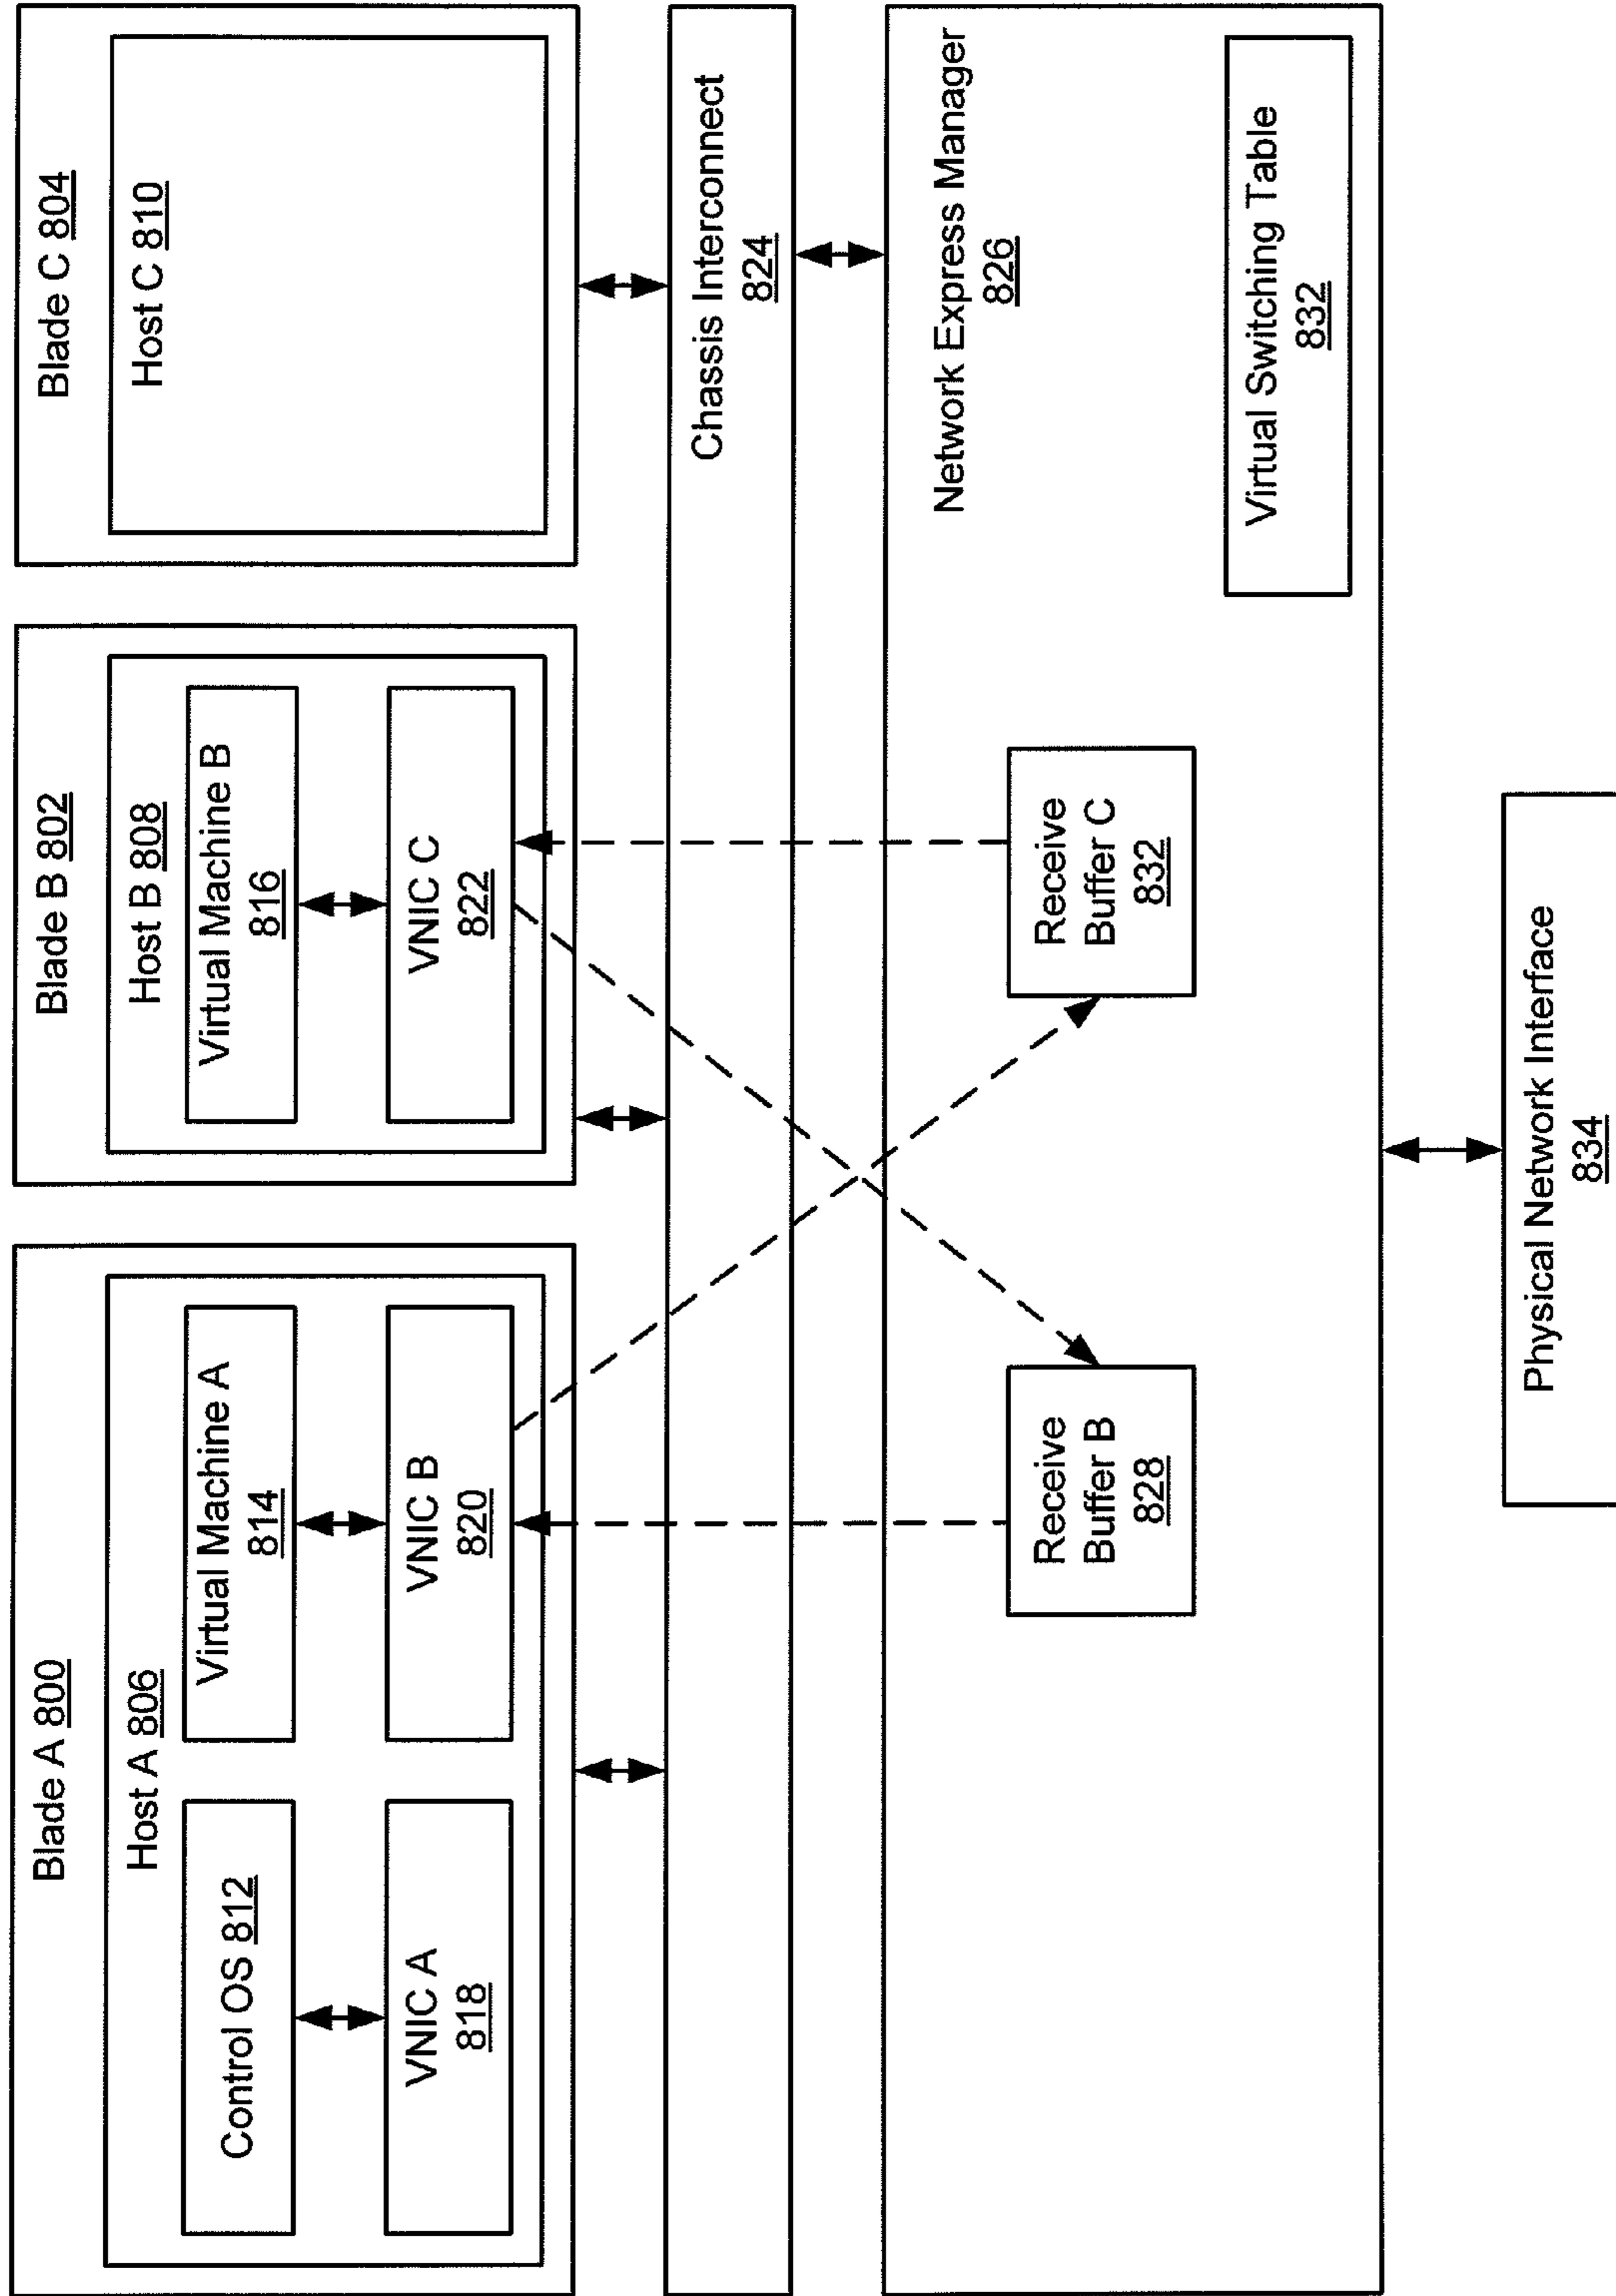 Blade A 800
Host A 806
Control OS 812
VNIC A
818
Virtual Machine A
814
VNIC B
820
Blade B 802
Host B 808
Virtual Machine B
816
VNIC C
822
Blade C 804
Host C 810
Chassis Interconnect
824
Network Express Manager
826
Receive
Buffer B
828
Receive
Buffer C
832
Virtual Switching Table
832
Physical Network Interface
834